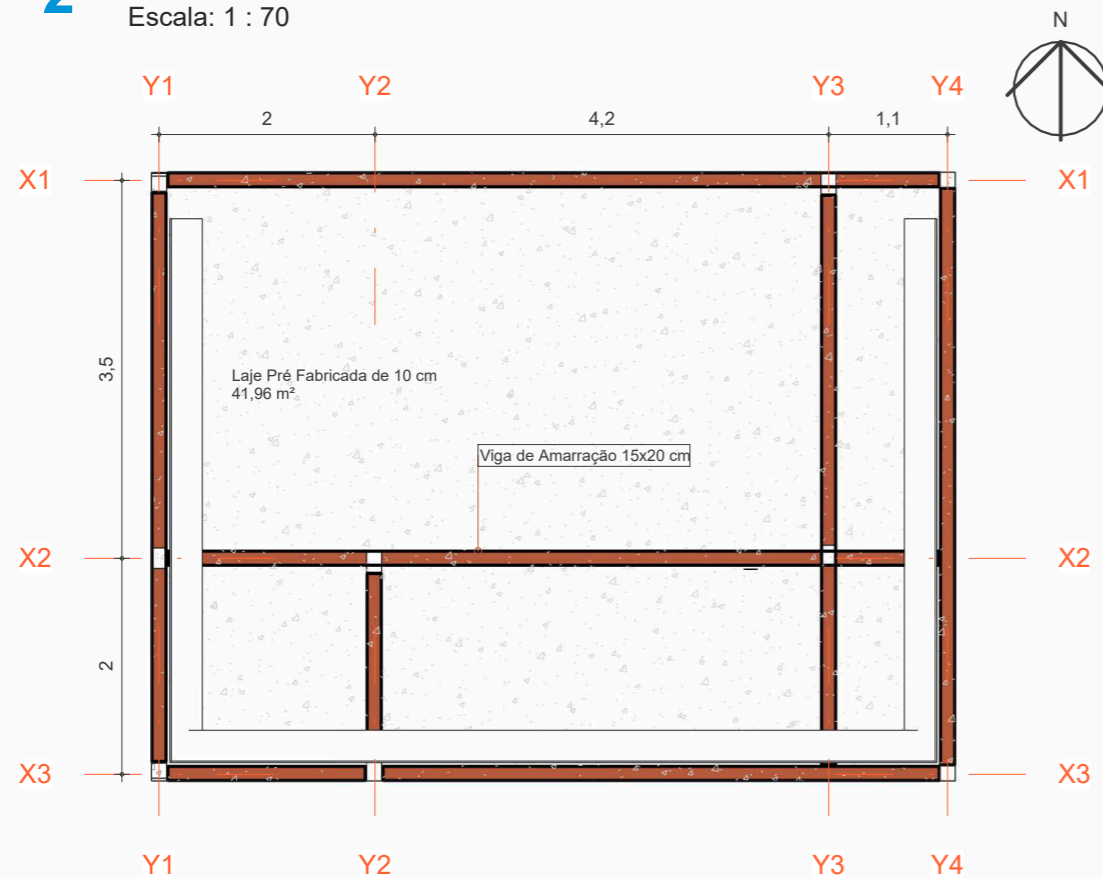 2
Escala: 1 : 70
N
Y1 Y2 Y3 Y4
2 4,2 1,1
X1 X1
3,5
Laje Pré Fabricada de 10 cm
41,96 m²
Viga de Amarração 15x20 cm
X2 X2
2
X3 X3
Y1 Y2 Y3 Y4